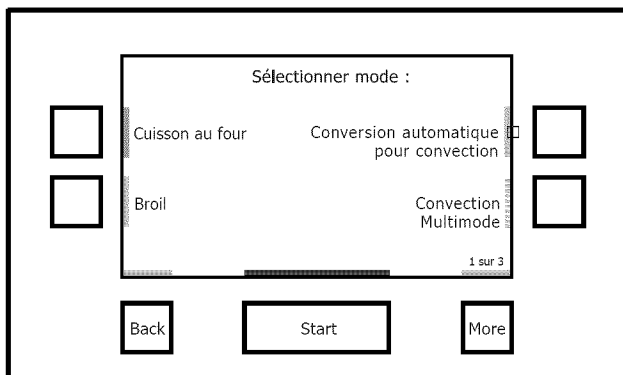 Sélectionner mode :
Cuisson au four
Conversion automatique
pour convection
Broil
Convection
Multimode
1 sur 3
Back
Start
More